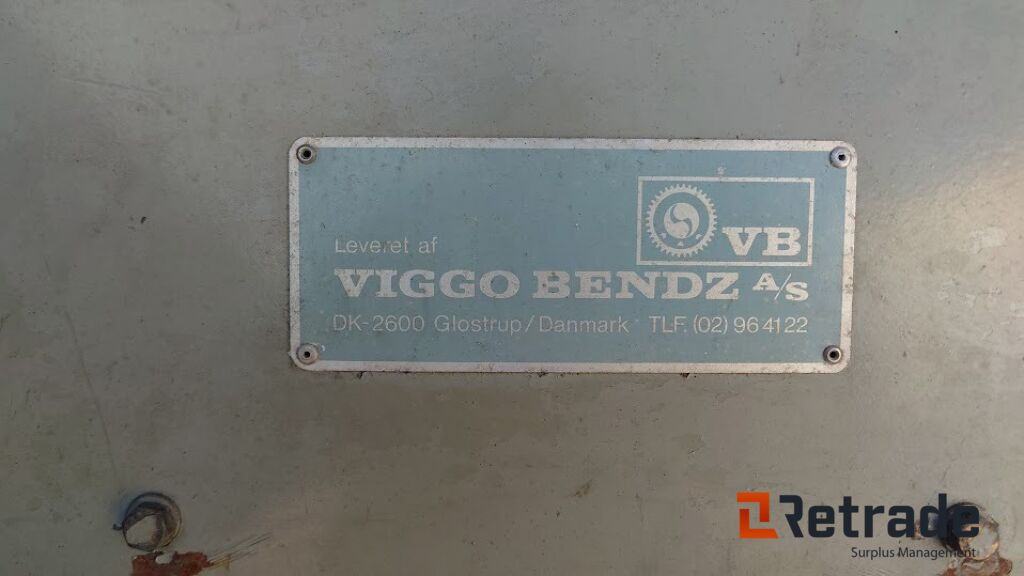 VB
Leveret af
VIGGO BENDZ A/S
DK-2600 Glostrup/Danmark TLF. (02) 96 41 22
Retrade
Surplus Management